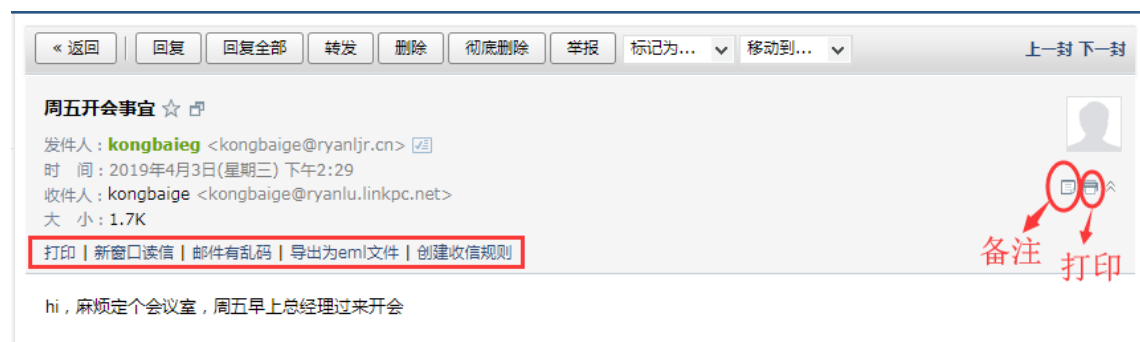 « 返回 回复 回复全部 转发 删除 彻底删除 举报 标记为... 移动到... 上一封 下一封
周五开会事宜
发件人：kongbaieg <kongbaige@ryanljr.cn>
时 间：2019年4月3日(星期三) 下午2:29
收件人：kongbaige <kongbaige@ryanlu.linkpc.net>
大 小：1.7K
打印 | 新窗口读信 | 邮件有乱码 | 导出为eml文件 | 创建收信规则
备注 打印
hi，麻烦定个会议室，周五早上总经理过来开会